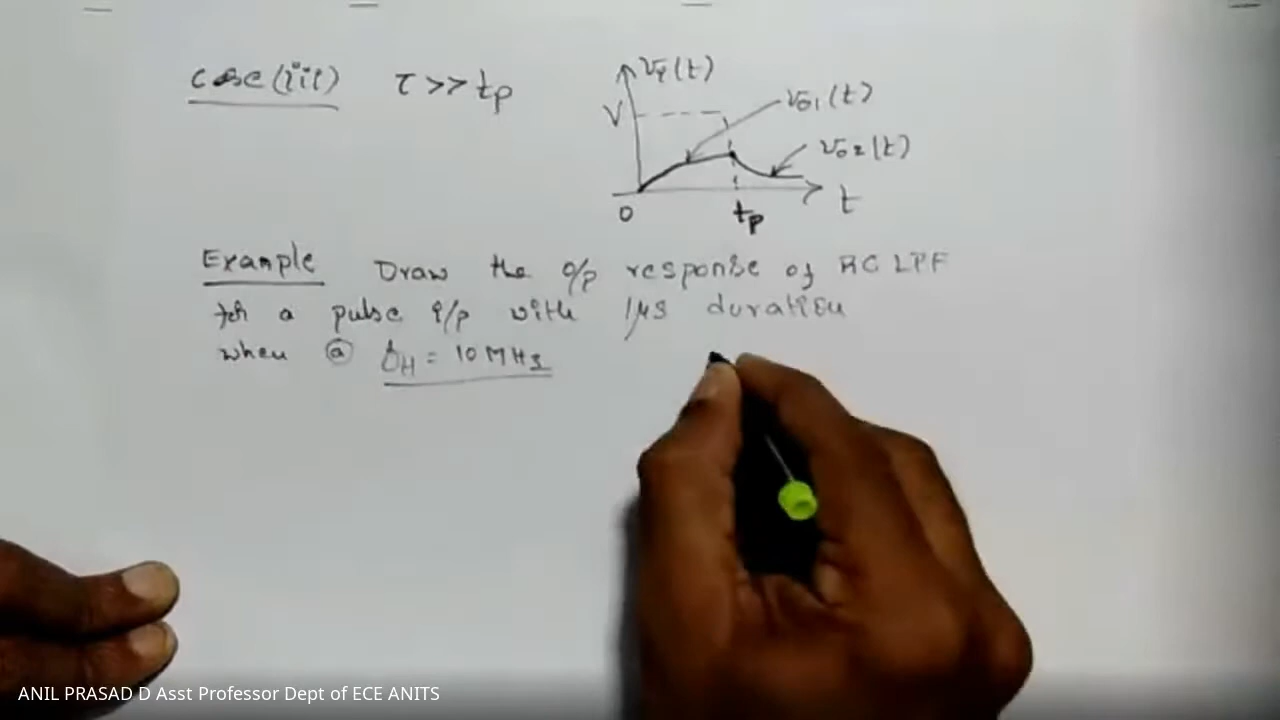 case (iii) τ >> tp
vi(t)
V
vo1(t)
vo2(t)
0
tp
t
Example Draw the o/p response of RC LPF
for a pulse i/p with 1μs duration
when ⓐ fH = 10 MHz
ANIL PRASAD D Asst Professor Dept of ECE ANITS